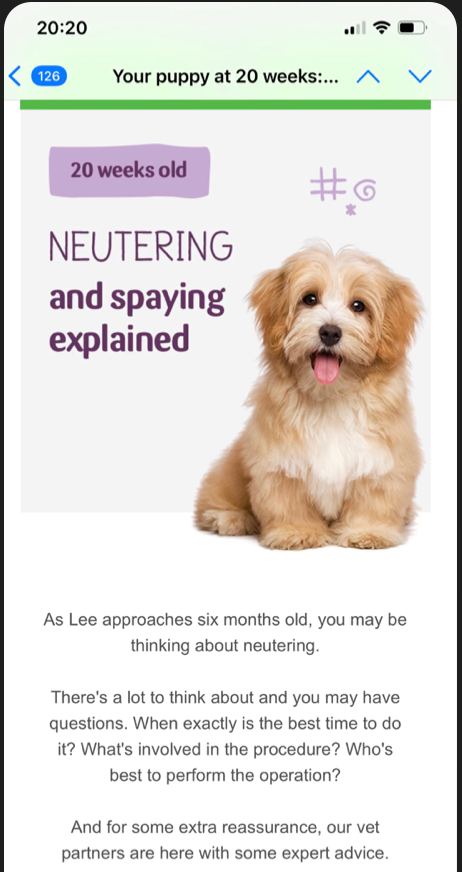 20:20
126
Your puppy at 20 weeks:...
20 weeks old
NEUTERING
and spaying
explained
As Lee approaches six months old, you may be
thinking about neutering.
There's a lot to think about and you may have
questions. When exactly is the best time to do
it? What's involved in the procedure? Who's
best to perform the operation?
And for some extra reassurance, our vet
partners are here with some expert advice.